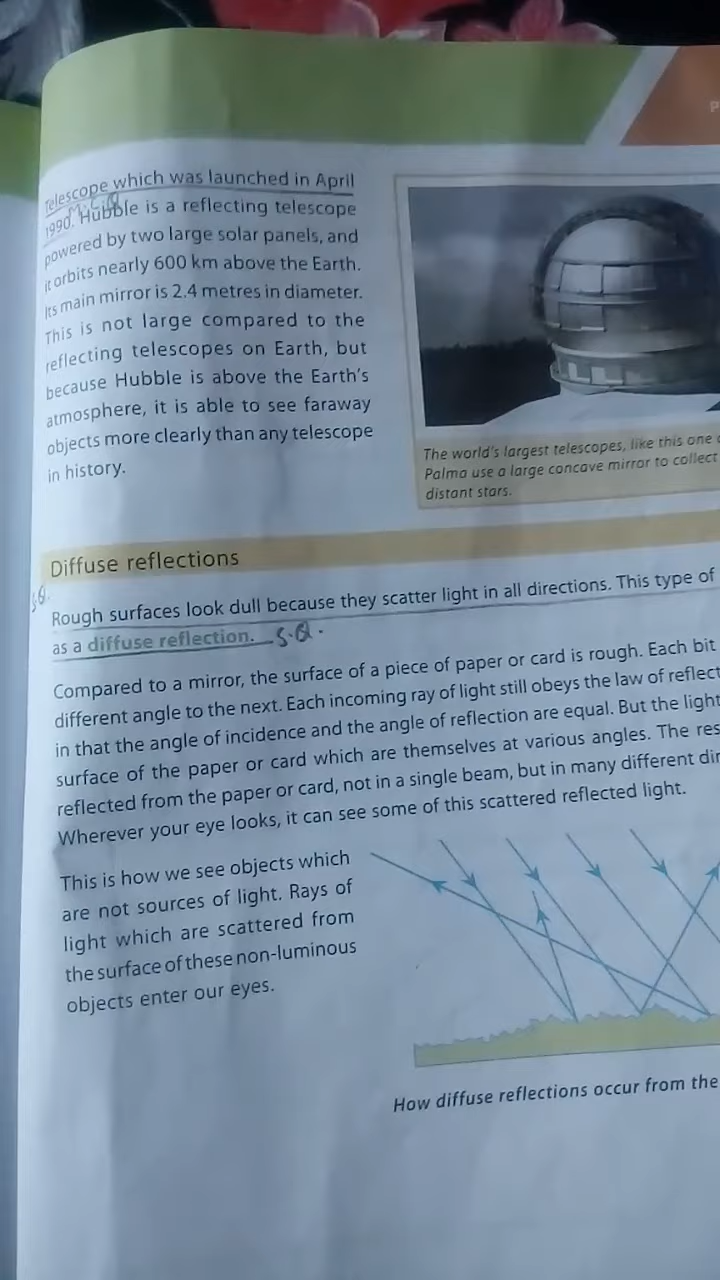 Telescope which was launched in April
1990. Hubble is a reflecting telescope
powered by two large solar panels, and
it orbits nearly 600 km above the Earth.
Its main mirror is 2.4 metres in diameter.
This is not large compared to the
reflecting telescopes on Earth, but
because Hubble is above the Earth's
atmosphere, it is able to see faraway
objects more clearly than any telescope
in history.
The world's largest telescopes, like this one
Palma use a large concave mirror to collect
distant stars.
Diffuse reflections
S.Q.
Rough surfaces look dull because they scatter light in all directions. This type of
as a diffuse reflection. S.Q.
Compared to a mirror, the surface of a piece of paper or card is rough. Each bit
different angle to the next. Each incoming ray of light still obeys the law of reflect
in that the angle of incidence and the angle of reflection are equal. But the light
surface of the paper or card which are themselves at various angles. The res
reflected from the paper or card, not in a single beam, but in many different dir
Wherever your eye looks, it can see some of this scattered reflected light.
This is how we see objects which
are not sources of light. Rays of
light which are scattered from
the surface of these non-luminous
objects enter our eyes.
How diffuse reflections occur from the